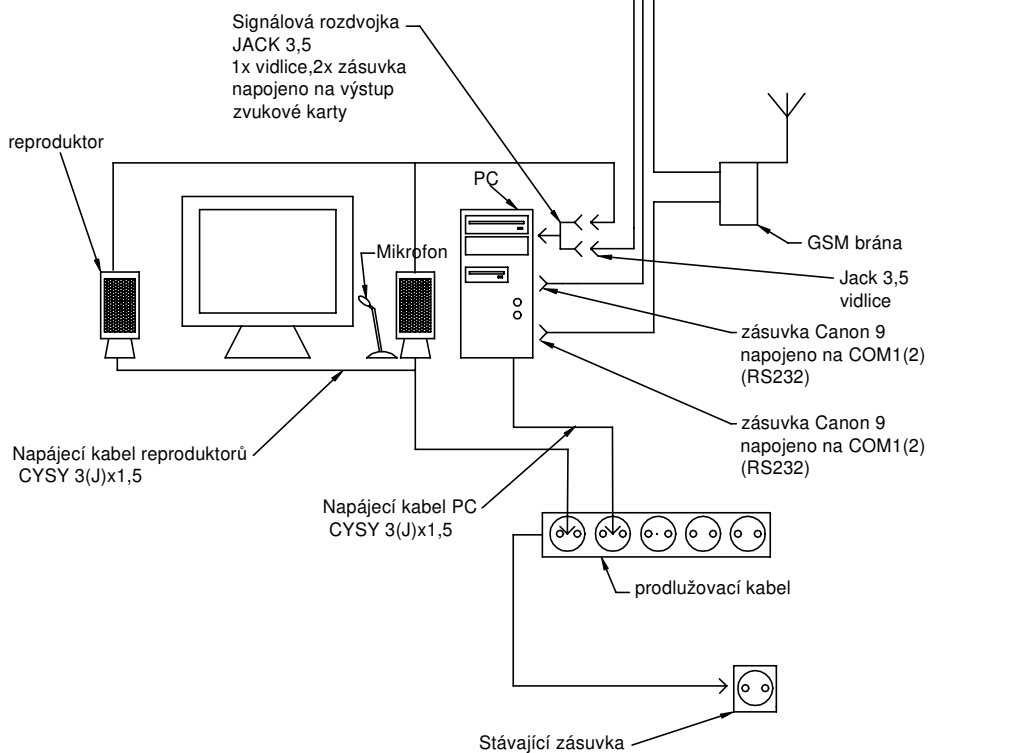 Signálová rozdvojka
JACK 3,5
1x vidlice,2x zásuvka
napojeno na výstup
zvukové karty
reproduktor
PC
Mikrofon
GSM brána
Jack 3,5
vidlice
zásuvka Canon 9
napojeno na COM1(2)
(RS232)
zásuvka Canon 9
napojeno na COM1(2)
(RS232)
Napájecí kabel reproduktorů
CYSY 3(J)x1,5
Napájecí kabel PC
CYSY 3(J)x1,5
prodlužovací kabel
Stávající zásuvka